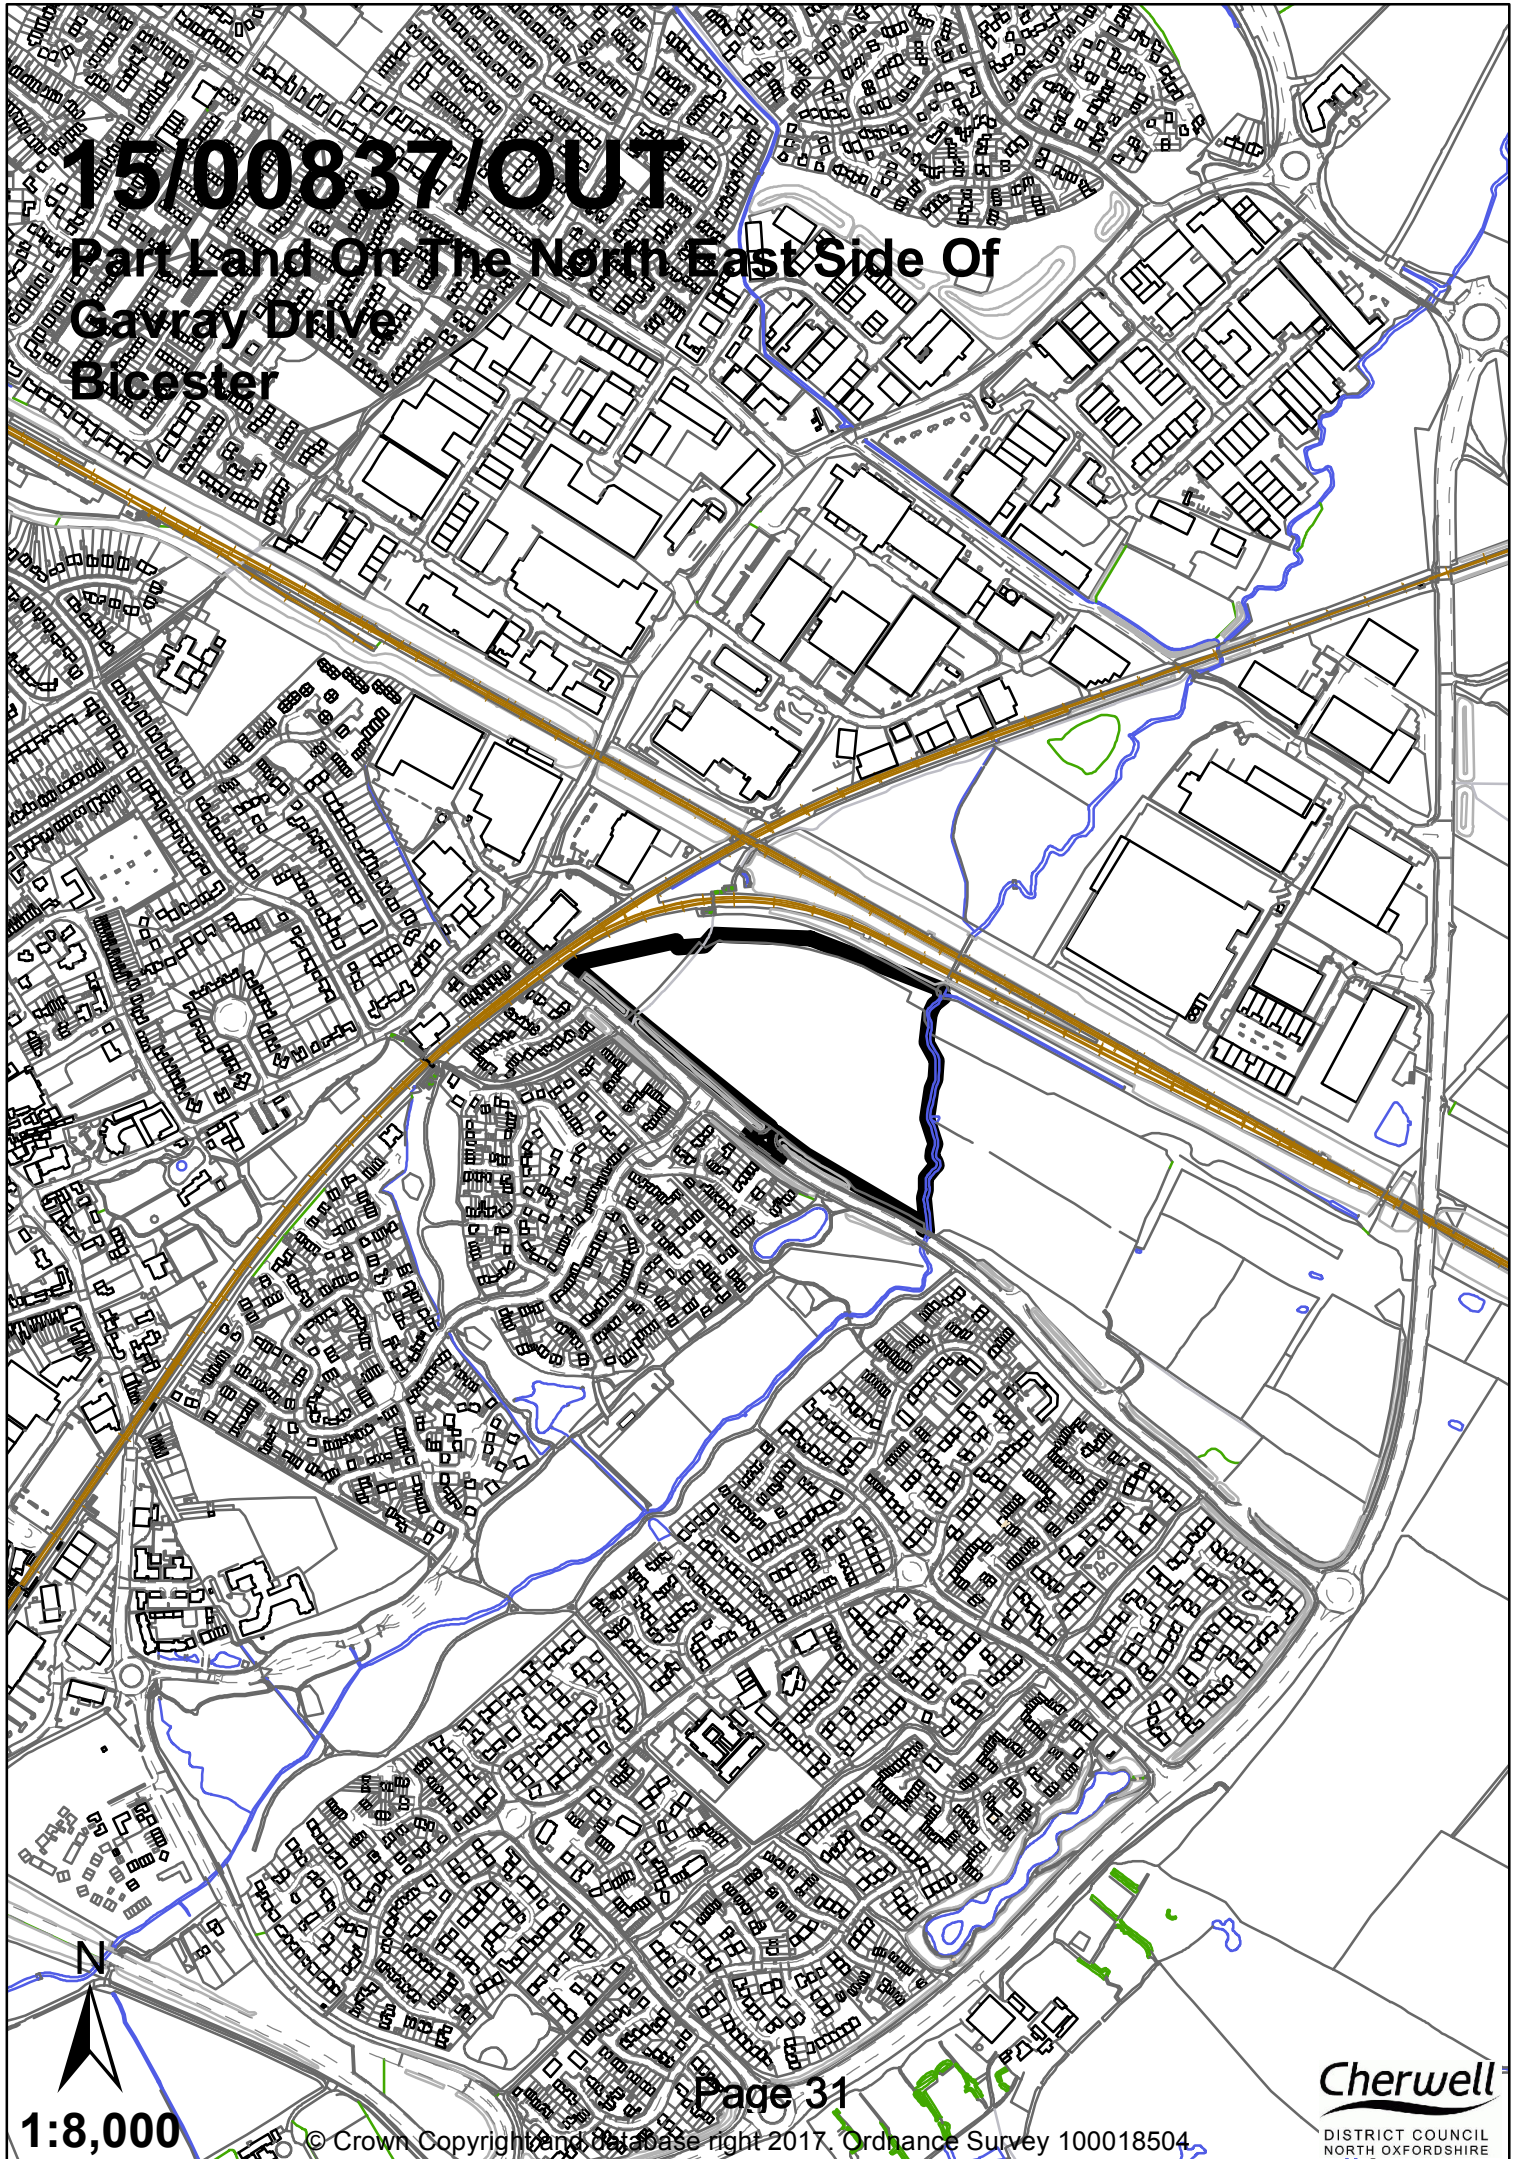 15/00837/OUT
Part Land On The North East Side Of
Gavray Drive
Bicester
N
1:8,000
Page 31
© Crown Copyright and database right 2017. Ordnance Survey 100018504
Cherwell
DISTRICT COUNCIL
NORTH OXFORDSHIRE